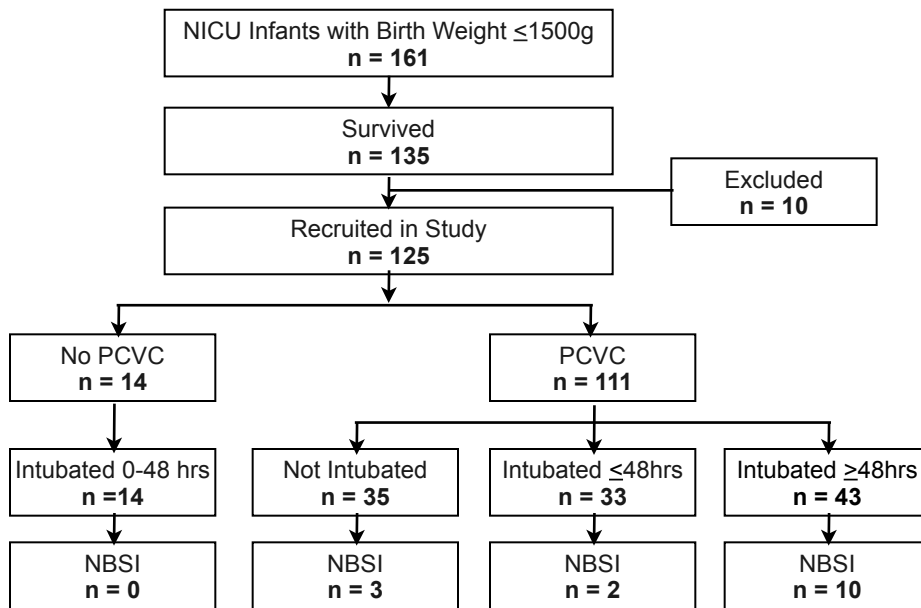 NICU Infants with Birth Weight ≤1500g
n = 161
Survived
n = 135
Excluded
n = 10
Recruited in Study
n = 125
No PCVC
n = 14
PCVC
n = 111
Intubated 0-48 hrs
n =14
Not Intubated
n = 35
Intubated ≤48hrs
n = 33
Intubated ≥48hrs
n = 43
NBSI
n = 0
NBSI
n = 3
NBSI
n = 2
NBSI
n = 10